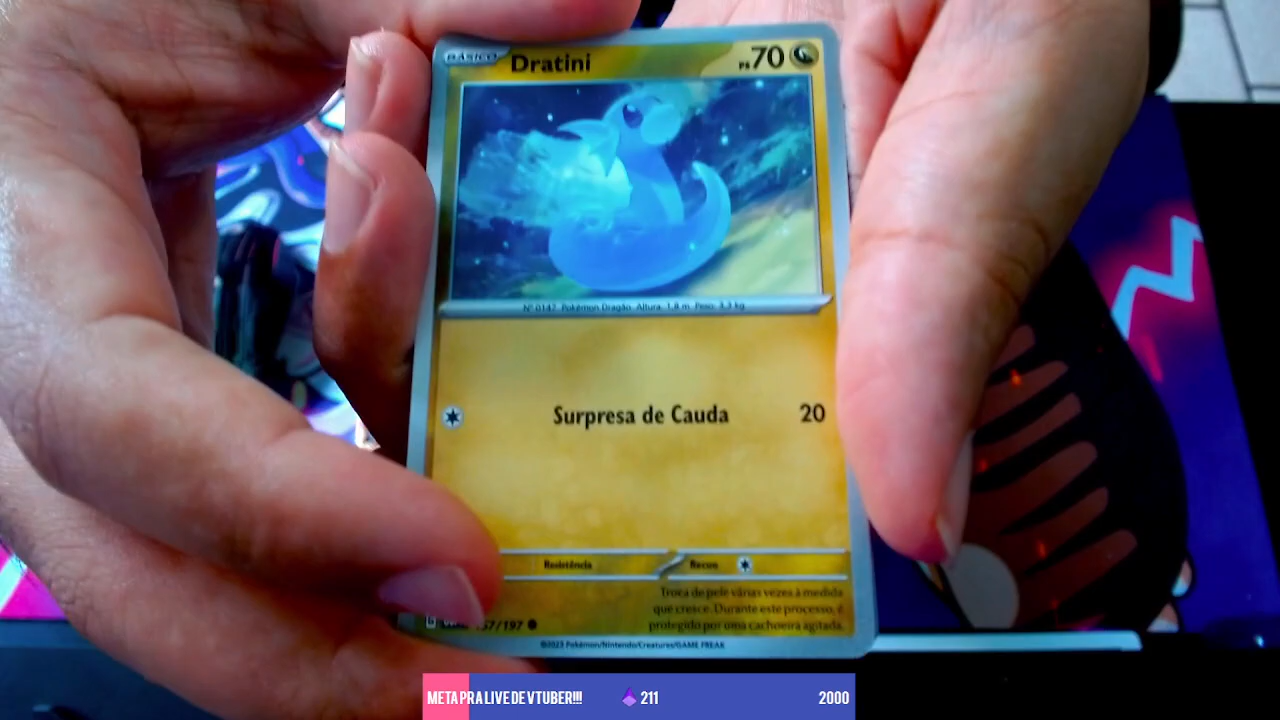 BÁSICO Dratini PS 70
Nº 0147 Pokémon Dragão Altura: 1,8 m Peso: 3,3 kg
Surpresa de Cauda 20
Resistência Recuo
Troca de pele várias vezes à medida
que cresce. Durante este processo, é
protegido por uma cachoeira agitada.
/197
©2023 Pokémon/Nintendo/Creatures/GAME FREAK
META PRA LIVE DE VTUBER!!! 211 2000